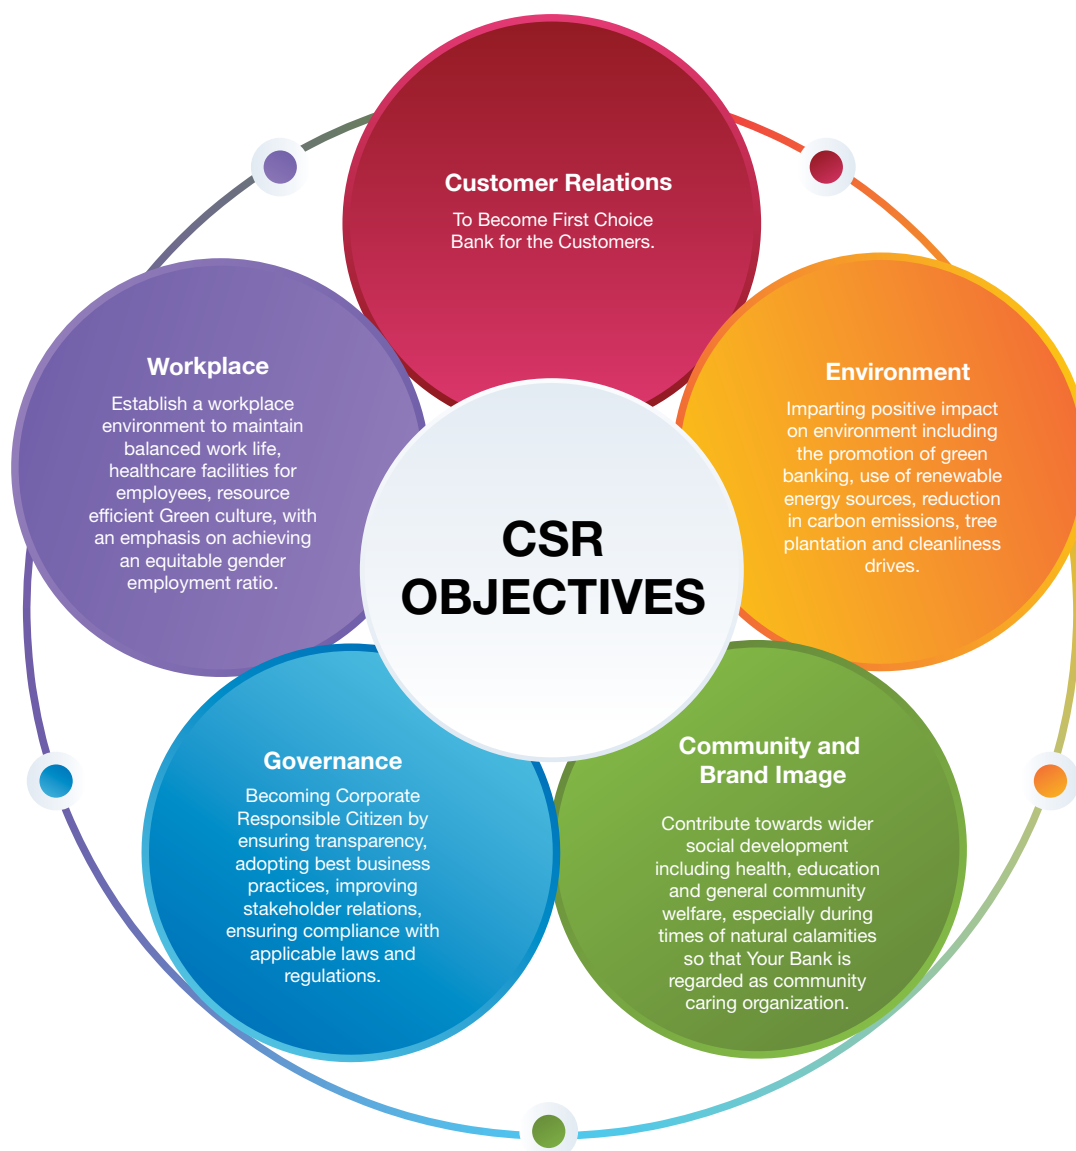 Customer Relations
To Become First Choice
Bank for the Customers.
Workplace
Establish a workplace
environment to maintain
balanced work life,
healthcare facilities for
employees, resource
efficient Green culture, with
an emphasis on achieving
an equitable gender
employment ratio.
Environment
Imparting positive impact
on environment including
the promotion of green
banking, use of renewable
energy sources, reduction
in carbon emissions, tree
plantation and cleanliness
drives.
CSR
OBJECTIVES
Governance
Becoming Corporate
Responsible Citizen by
ensuring transparency,
adopting best business
practices, improving
stakeholder relations,
ensuring compliance with
applicable laws and
regulations.
Community and
Brand Image
Contribute towards wider
social development
including health, education
and general community
welfare, especially during
times of natural calamities
so that Your Bank is
regarded as community
caring organization.